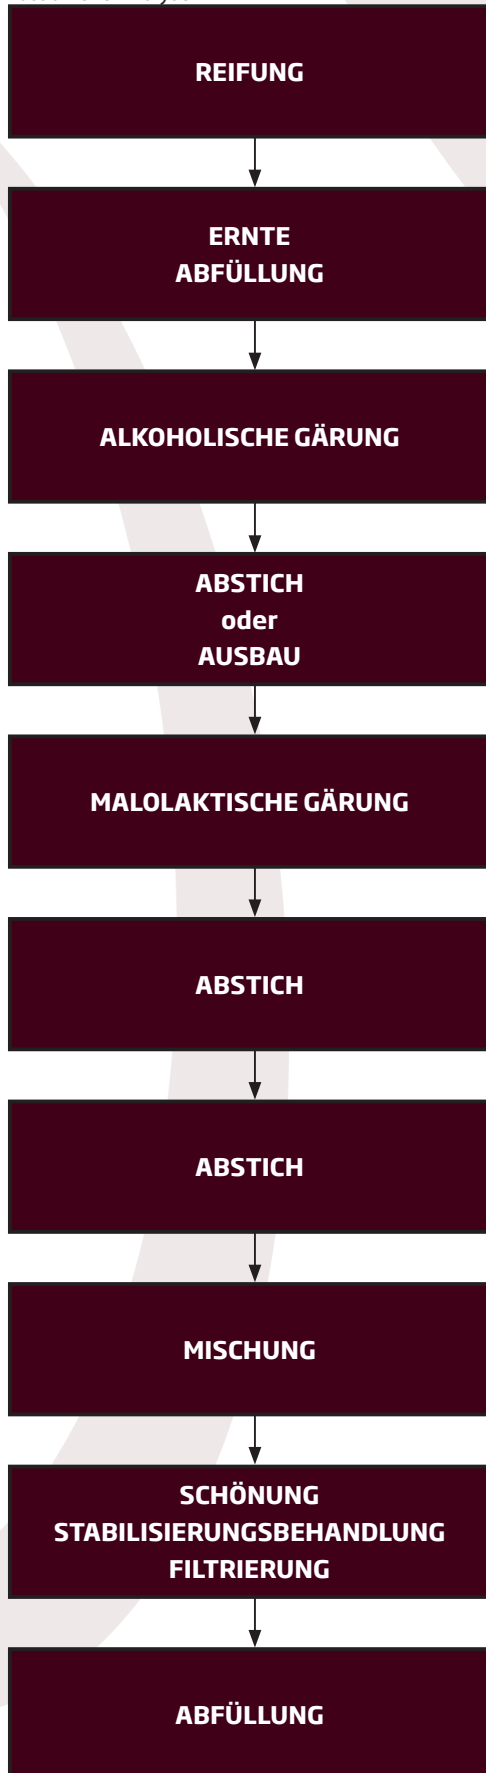 REIFUNG
ERNTE
ABFÜLLUNG
ALKOHOLISCHE GÄRUNG
ABSTICH
oder
AUSBAU
MALOLAKTISCHE GÄRUNG
ABSTICH
ABSTICH
MISCHUNG
SCHÖNUNG
STABILISIERUNGSBEHANDLUNG
FILTRIERUNG
ABFÜLLUNG